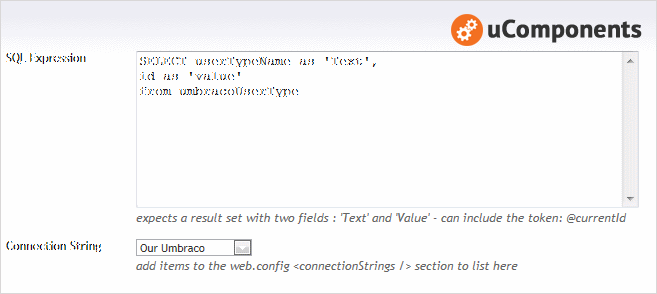 uComponents
SQL Expression
SELECT userTypeName as 'Text',
id as 'value'
from umbracoUserType
expects a result set with two fields : 'Text' and 'Value' - can include the token: @currentId
Connection String
Our Umbraco
add items to the web.config <connectionStrings /> section to list here